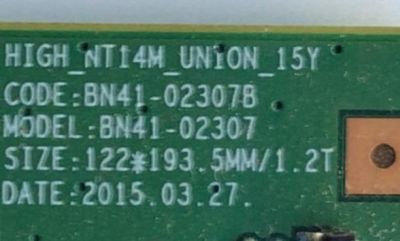 HIGH_NT14M_UNION_15Y
CODE:BN41-02307B
MODEL:BN41-02307
SIZE:122*193.5MM/1.2T
DATE:2015.03.27.